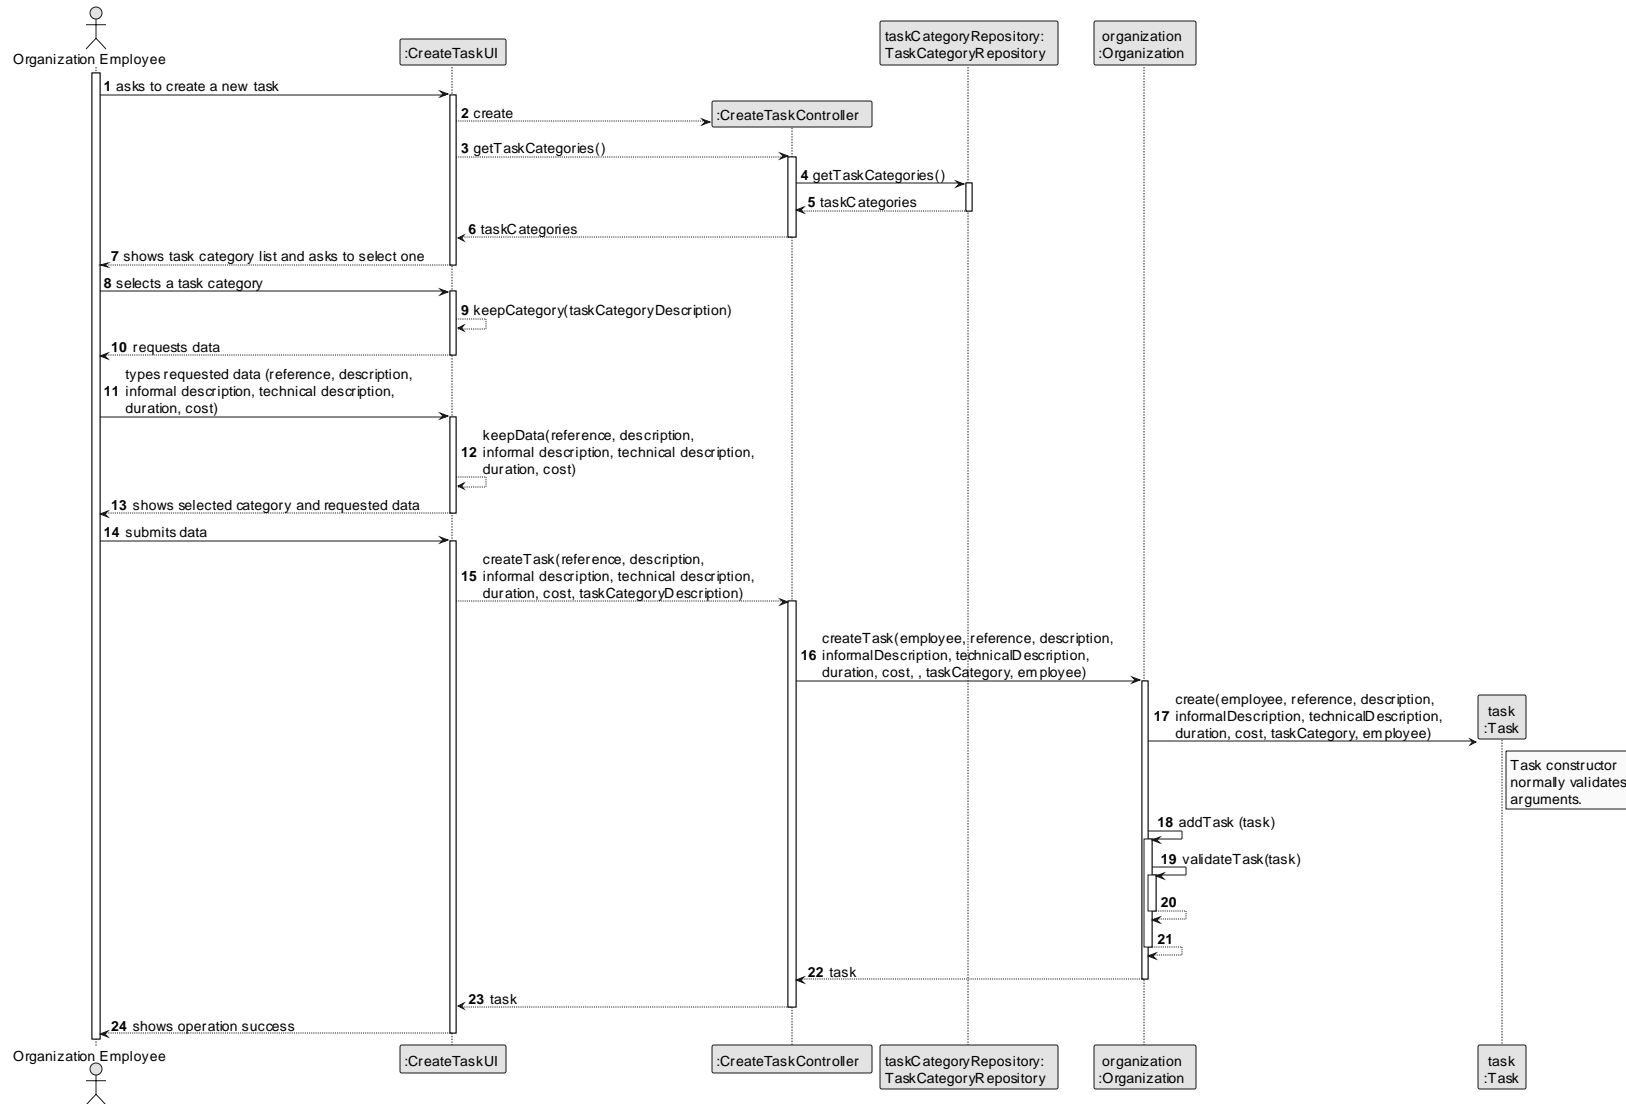 Organization Employee
:CreateTaskUI
taskCategoryRepository:
TaskCategoryRepository
organization
:Organization
1 asks to create a new task
2 create
:CreateTaskController
3 getTaskCategories()
4 getTaskCategories()
5 taskCategories
6 taskCategories
7 shows task category list and asks to select one
8 selects a task category
9 keepCategory(taskCategoryDescription)
10 requests data
types requested data (reference, description,
11 informal description, technical description,
duration, cost)
keepData(reference, description,
12 informal description, technical description,
duration, cost)
13 shows selected category and requested data
14 submits data
createTask(reference, description,
15 informal description, technical description,
duration, cost, taskCategoryDescription)
createTask(employee, reference, description,
16 informalDescription, technicalDescription,
duration, cost, , taskCategory, employee)
create(employee, reference, description,
17 informalDescription, technicalDescription,
duration, cost, taskCategory, employee)
task
:Task
Task constructor
normally validates
arguments.
18 addTask (task)
19 validateTask(task)
20
21
22 task
23 task
24 shows operation success
Organization Employee
:CreateTaskUI
:CreateTaskController
taskCategoryRepository:
TaskCategoryRepository
organization
:Organization
task
:Task